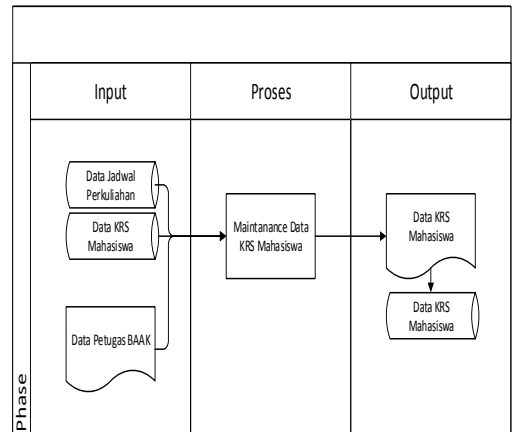 Input
Proses
Output
Data Jadwal
Perkuliahan
Data KRS
Mahasiswa
Data Petugas BAAK
Maintanance Data
KRS Mahasiswa
Data KRS
Mahasiswa
Data KRS
Mahasiswa
Phase